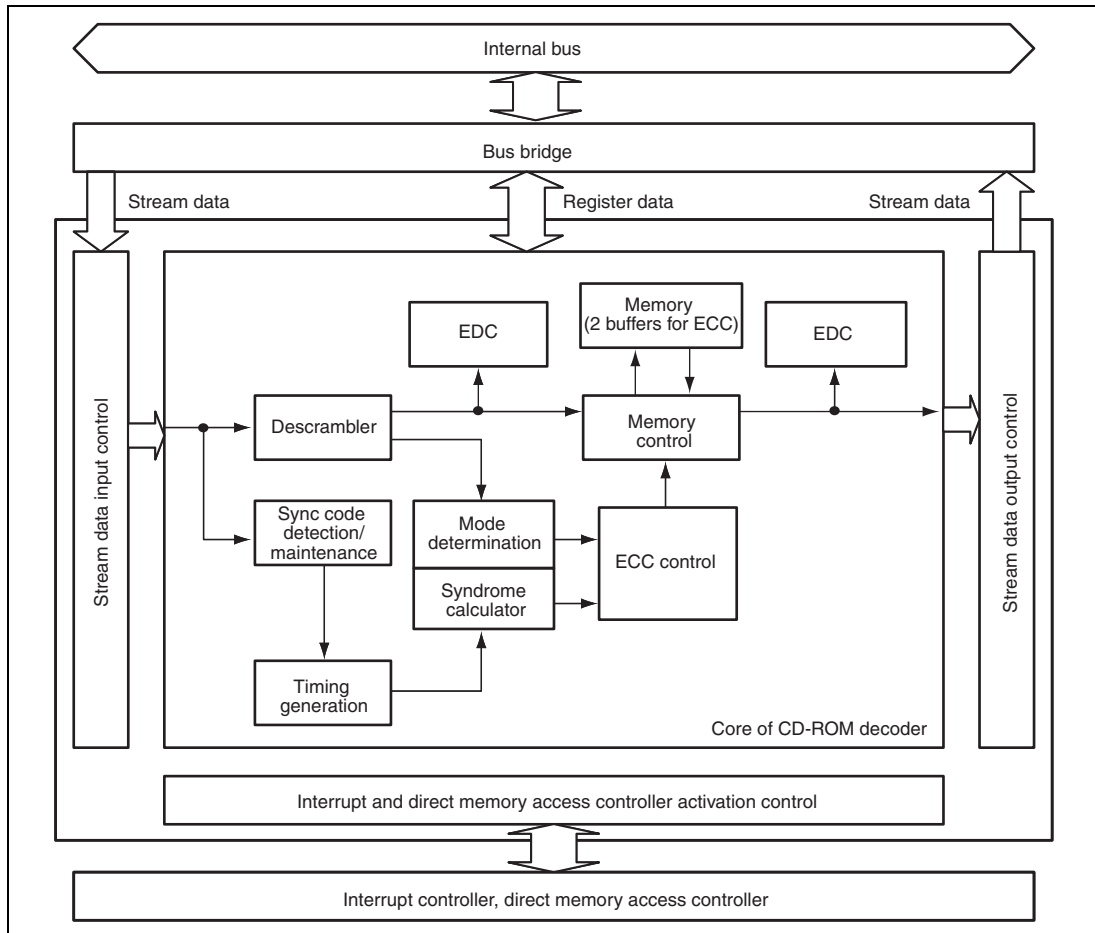 Internal bus
Bus bridge
Stream data
Register data
Stream data
Stream data input control
EDC
Memory
(2 buffers for ECC)
EDC
Descrambler
Memory
control
Sync code
detection/
maintenance
Mode
determination
ECC control
Syndrome
calculator
Timing
generation
Core of CD-ROM decoder
Stream data output control
Interrupt and direct memory access controller activation control
Interrupt controller, direct memory access controller